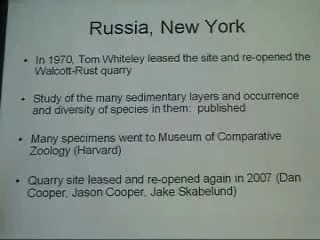 Russia, New York
• In 1970, Tom Whiteley leased the site and re-opened the
Walcott-Rust quarry
• Study of the many sedimentary layers and occurrence
and diversity of species in them: published
• Many specimens went to Museum of Comparative
Zoology (Harvard)
• Quarry site leased and re-opened again in 2007 (Dan
Cooper, Jason Cooper, Jake Skabelund)